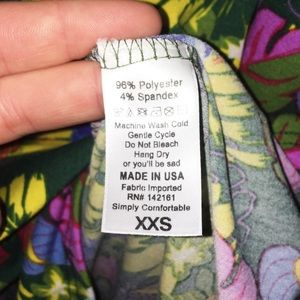 96% Polyester
4% Spandex
Machine Wash Cold
Gentle Cycle
Do Not Bleach
Hang Dry
or you'll be sad
MADE IN USA
Fabric Imported
RN# 142161
Simply Comfortable
XXS